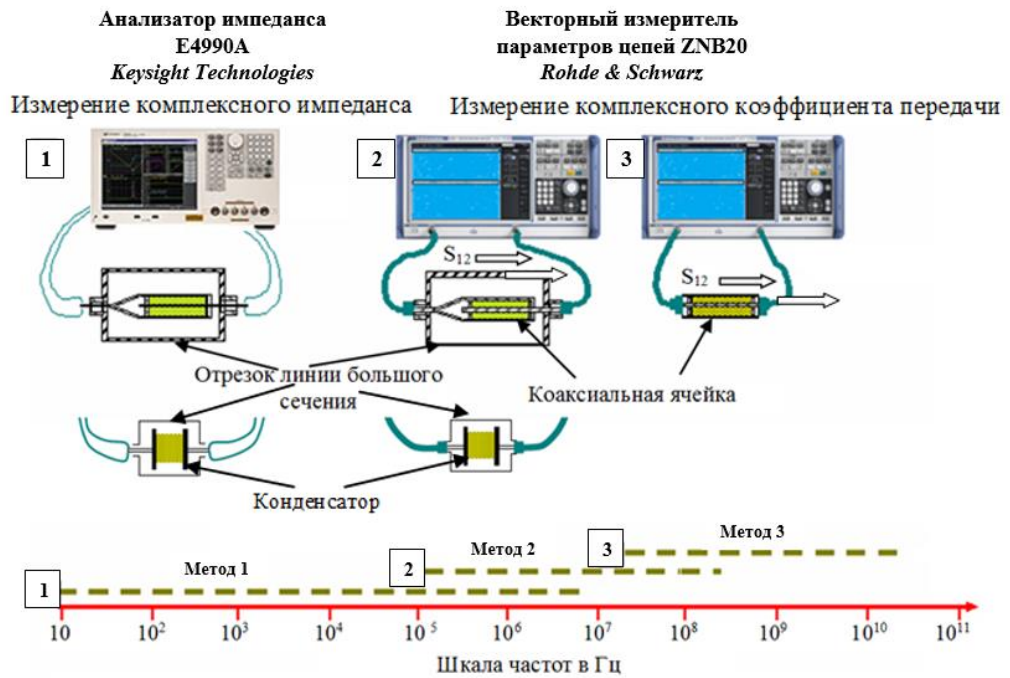 Анализатор импеданса
E4990A
Keysight Technologies
Векторный измеритель
параметров цепей ZNB20
Rohde & Schwarz
Измерение комплексного импеданса
Измерение комплексного коэффициента передачи
1
2
3
S₁₂
S₁₂
Отрезок линии большого
сечения
Коаксиальная ячейка
Конденсатор
Метод 1
Метод 2
Метод 3
1
2
3
10 10² 10³ 10⁴ 10⁵ 10⁶ 10⁷ 10⁸ 10⁹ 10¹⁰ 10¹¹
Шкала частот в Гц